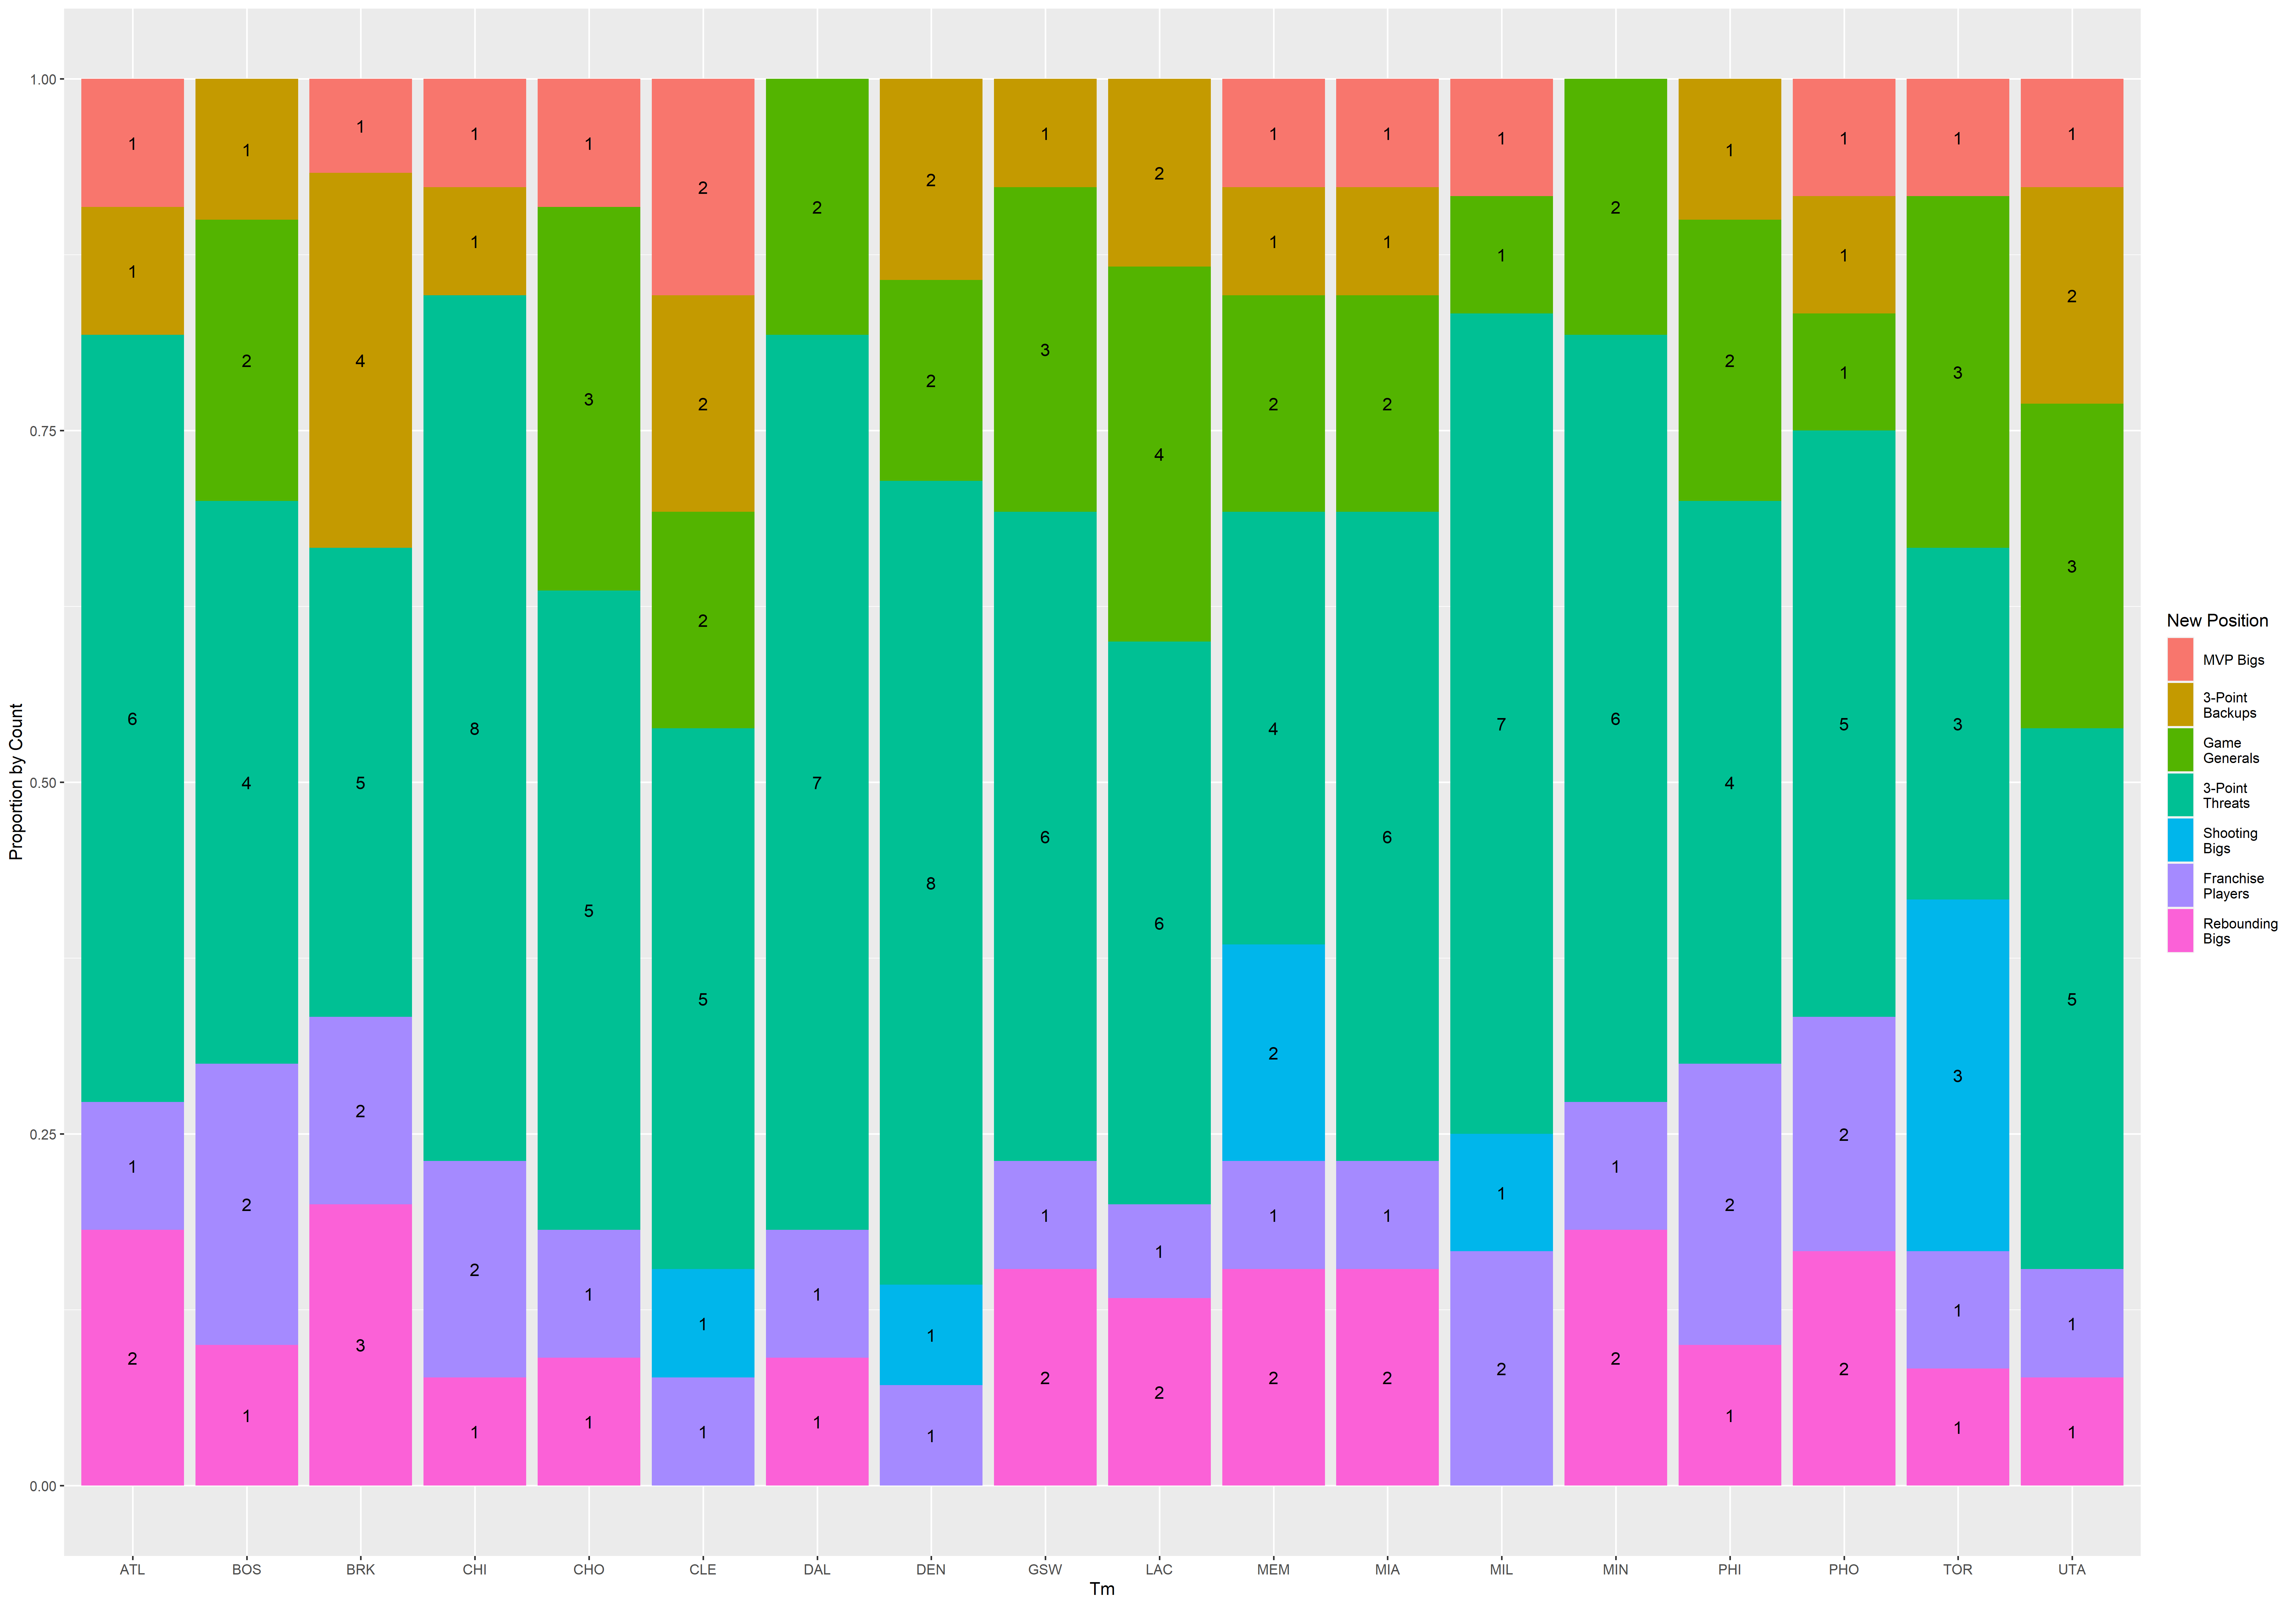 1.00
0.75
0.50
0.25
0.00
Proportion by Count
1 1 6 1 2
1 2 4 2 1
1 4 5 2 3
1 1 8 2 1
1 3 5 1 1
2 2 2 5 1 1
2 7 1 1
2 2 8 1 1
1 3 6 1 2
2 4 6 1 2
1 1 2 4 2 1 2
1 1 2 6 1 2
1 1 7 1 2
2 6 1 2
1 2 4 2 1
1 1 1 5 2 2
1 3 3 3 1 1
1 2 3 5 1 1
ATL BOS BRK CHI CHO CLE DAL DEN GSW LAC MEM MIA MIL MIN PHI PHO TOR UTA
Tm
New Position
MVP Bigs
3-Point
Backups
Game
Generals
3-Point
Threats
Shooting
Bigs
Franchise
Players
Rebounding
Bigs